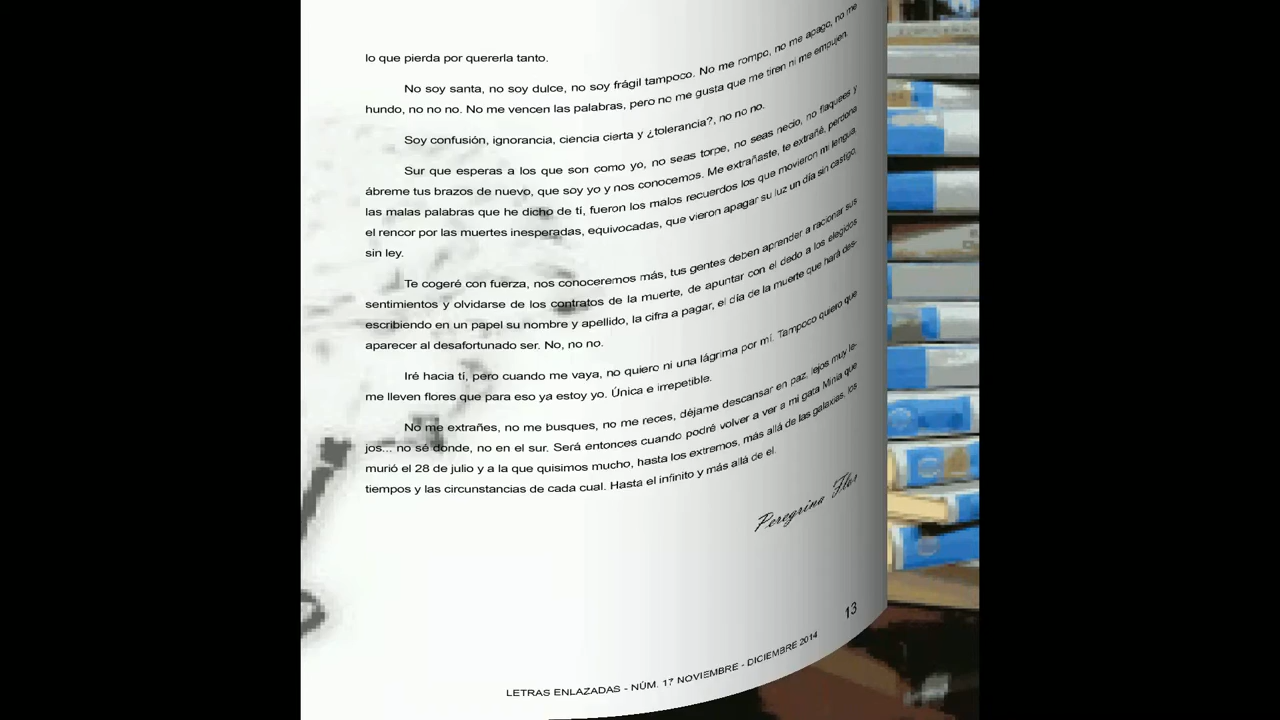 lo que pierda por quererla tanto.
No soy santa, no soy dulce, no soy frágil tampoco. No me rompo, no me apago, no me
hundo, no no no. No me vencen las palabras, pero no me gusta que me tiren ni me empujen.
Soy confusión, ignorancia, ciencia cierta y ¿tolerancia?, no no no.
Sur que esperas a los que son como yo, no seas torpe, no seas necio, no flaquees y
ábreme tus brazos de nuevo, que soy yo y nos conocemos. Me extrañaste, te extrañé, perdona
las malas palabras que he dicho de tí, fueron los malos recuerdos los que movieron mi lengua,
el rencor por las muertes inesperadas, equivocadas, que vieron apagar su luz un día sin castigo,
sin ley.
Te cogeré con fuerza, nos conoceremos más, tus gentes deben aprender a racionar sus
sentimientos y olvidarse de los contratos de la muerte, de apuntar con el dedo a los elegidos
escribiendo en un papel su nombre y apellido, la cifra a pagar, el día de la muerte que hará des-
aparecer al desafortunado ser. No, no no.
Iré hacia tí, pero cuando me vaya, no quiero ni una lágrima por mí. Tampoco quiero que
me lleven flores que para eso ya estoy yo. Única e irrepetible.
No me extrañes, no me busques, no me reces, déjame descansar en paz, lejos muy le-
jos... no sé donde, no en el sur. Será entonces cuando podré volver a ver a mi gata Minia que
murió el 28 de julio y a la que quisimos mucho, hasta los extremos, más allá de las galaxias, los
tiempos y las circunstancias de cada cual. Hasta el infinito y más allá de el.
Peregrina Flor
13
LETRAS ENLAZADAS - NÚM. 17 NOVIEMBRE - DICIEMBRE 2014